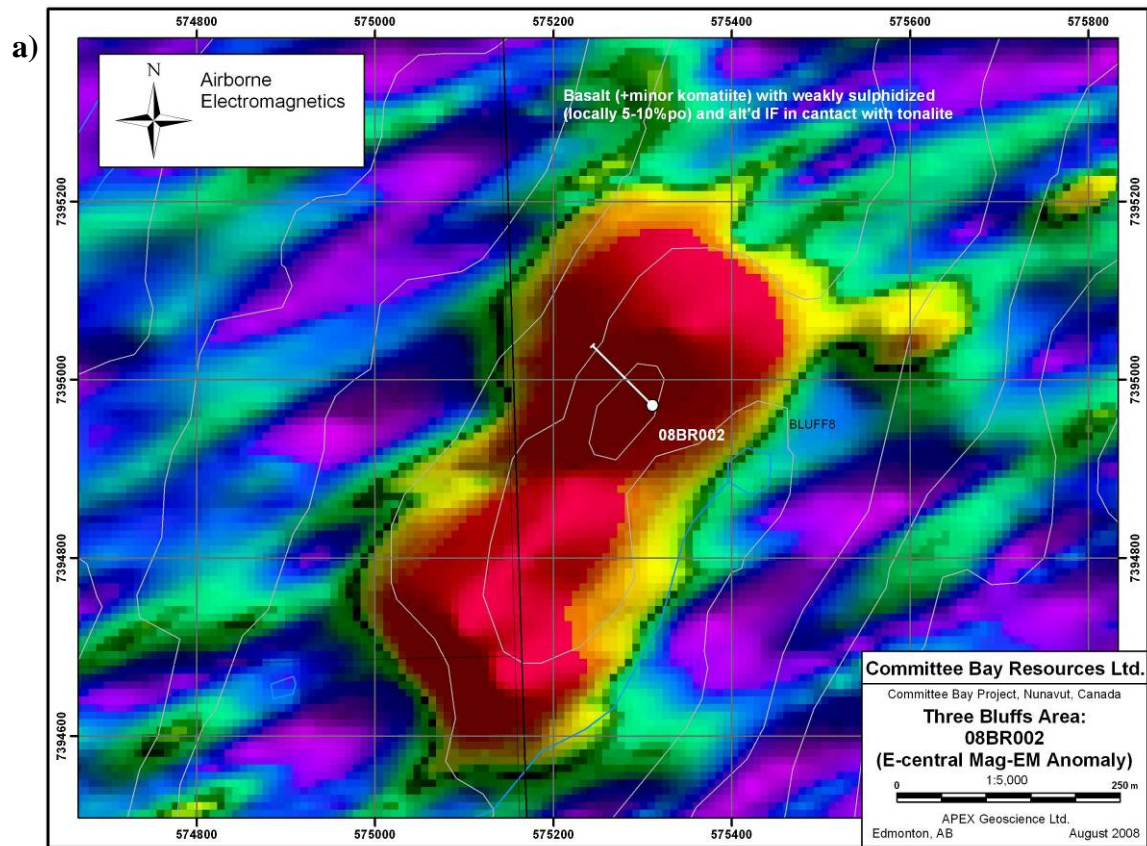 a)
574800 575000 575200 575400 575600 575800
N
Airborne
Electromagnetics
Basalt (+minor komatiite) with weakly sulphidized
(locally 5-10%po) and alt'd IF in cantact with tonalite
7395200 7395200
7395000 7395000
BLUFF8
08BR002
7394800 7394800
7394600
Committee Bay Resources Ltd.
Committee Bay Project, Nunavut, Canada
Three Bluffs Area:
08BR002
(E-central Mag-EM Anomaly)
1:5,000
0 250 m
APEX Geoscience Ltd.
Edmonton, AB August 2008
574800 575000 575200 575400